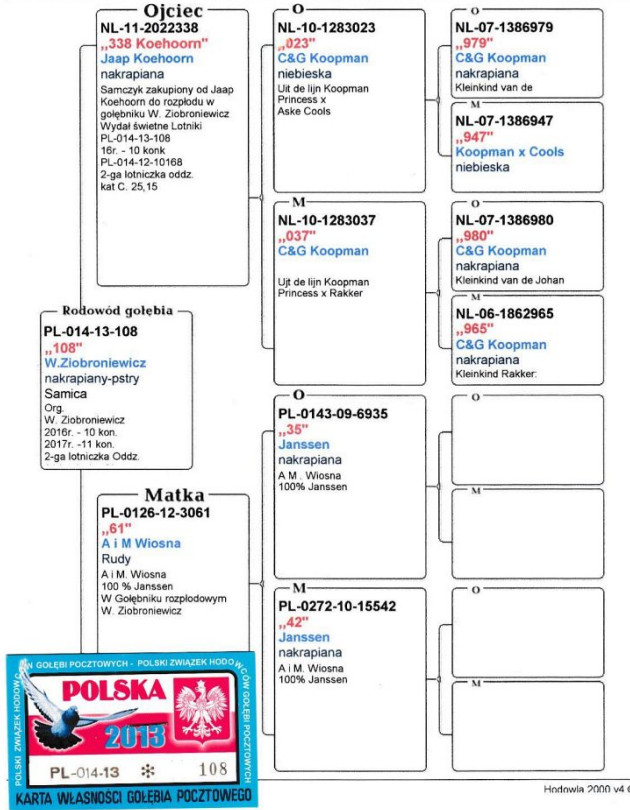 Ojciec
NL-11-2022338
„338 Koehoorn"
Jaap Koehoorn
nakrapiana
Samczyk zakupiony od Jaap
Koehoorn do rozpłodu w
gołębniku W. Ziobroniewicz
Wydał świetne Lotniki
PL-014-13-108
16r. - 10 konk
PL-014-12-10168
2-ga lotniczka oddz.
kat C. 25,15
O
NL-10-1283023
„023"
C&G Koopman
niebieska
Uit de lijn Koopman
Princess x
Aske Cools
O
NL-07-1386979
„979"
C&G Koopman
nakrapiana
Kleinkind van de
M
NL-07-1386947
„947"
Koopman x Cools
niebieska
M
NL-10-1283037
„037"
C&G Koopman
Ujt de lijn Koopman
Princess x Rakker
O
NL-07-1386980
„980"
C&G Koopman
nakrapiana
Kleinkind van de Johan
M
NL-06-1862965
„965"
C&G Koopman
nakrapiana
Kleinkind Rakker:
Rodowód gołębia
PL-014-13-108
„108"
W.Ziobroniewicz
nakrapiany-pstry
Samica
Org.
W. Ziobroniewicz
2016r. - 10 kon.
2017r. -11 kon.
2-ga lotniczka Oddz.
Matka
PL-0126-12-3061
„61"
A i M Wiosna
Rudy
A i M. Wiosna
100 % Janssen
W Gołębniku rozpłodowym
W. Ziobroniewicz
O
PL-0143-09-6935
„35"
Janssen
nakrapiana
A M . Wiosna
100% Janssen
O
M
M
PL-0272-10-15542
„42"
Janssen
nakrapiana
A i M. Wiosna
100% Janssen
O
M
POLSKI ZWIĄZEK HODOWCÓW GOŁĘBI POCZTOWYCH - POLSKI ZWIĄZEK HODOWCÓW GOŁĘBI POCZTOWYCH
POLSKA
2013
PL-014-13 108
KARTA WŁASNOŚCI GOŁĘBIA POCZTOWEGO
Hodowla 2000 v4